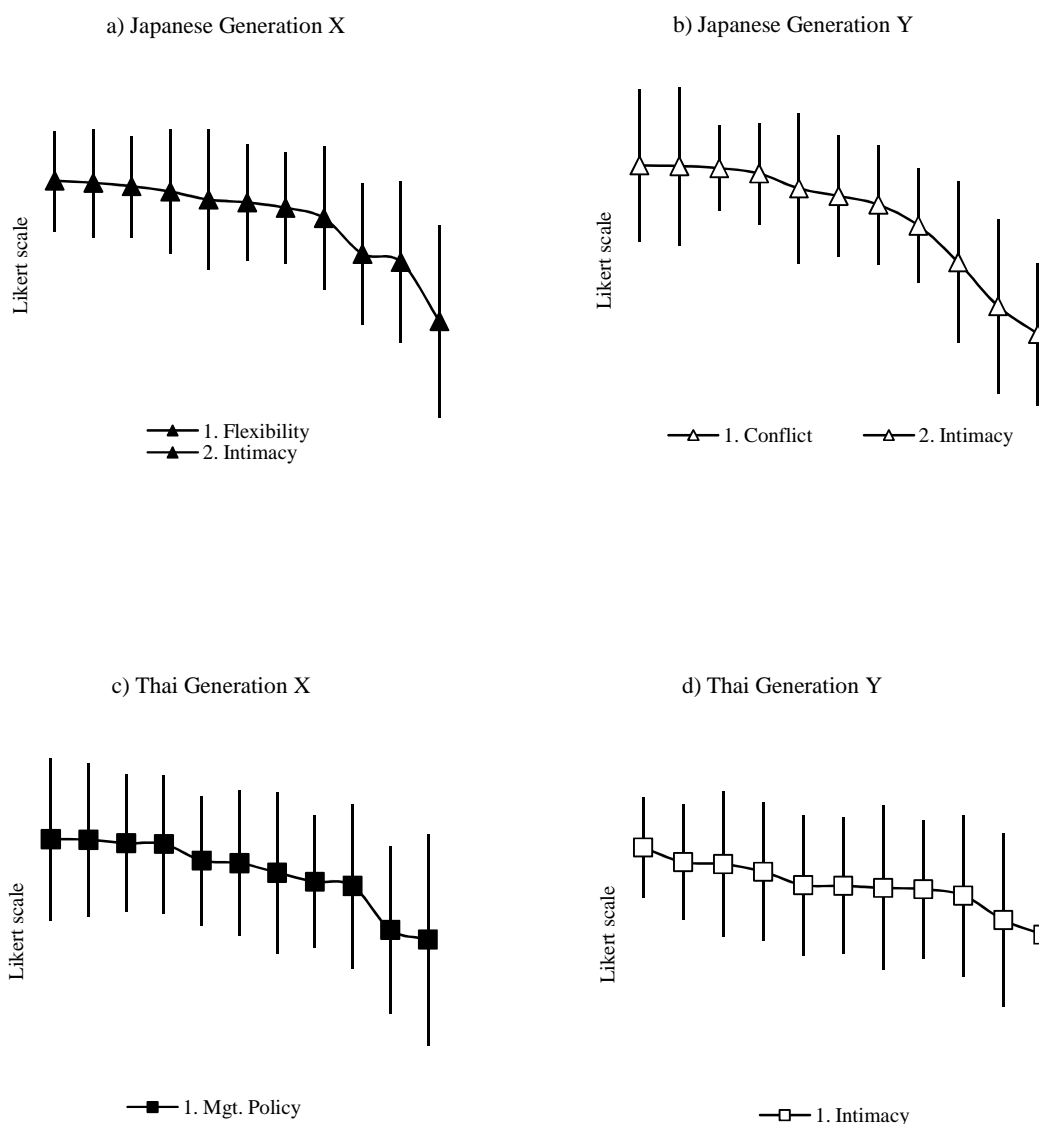 a) Japanese Generation X
Likert scale
1. Flexibility
2. Intimacy
b) Japanese Generation Y
Likert scale
1. Conflict 2. Intimacy
c) Thai Generation X
Likert scale
1. Mgt. Policy
d) Thai Generation Y
Likert scale
1. Intimacy